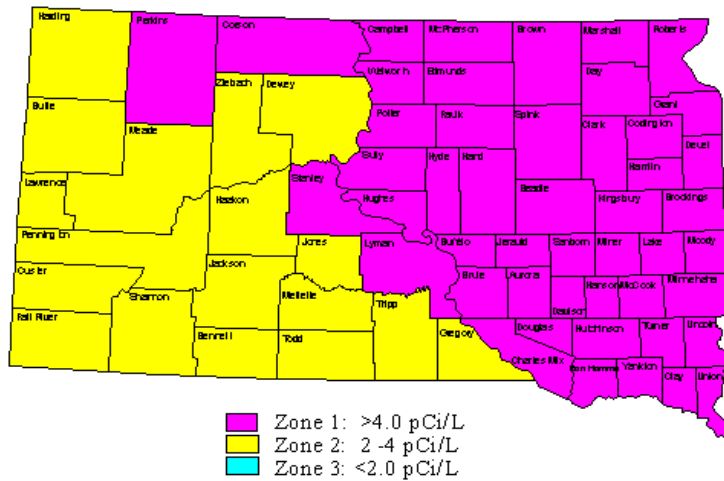 Harding
Perkins
Corson
Campbell
McPherson
Brown
Marshall
Roberts
Walworth
Edmunds
Day
Ziebach
Dewey
Butte
Grant
Potter
Faulk
Spink
Meade
Clark
Codington
Deuel
Sully
Hyde
Hand
Hamlin
Lawrence
Stanley
Beadle
Haakon
Hughes
Kingsbury
Brookings
Pennington
Jones
Lyman
Buffalo
Jerauld
Sanborn
Miner
Lake
Moody
Custer
Jackson
Brule
Aurora
Hanson
McCook
Minnehaha
Shannon
Mellette
Tripp
Davison
Fall River
Bennett
Todd
Gregory
Douglas
Hutchinson
Turner
Lincoln
Charles Mix
Bon Homme
Yankton
Clay
Union
Zone 1: >4.0 pCi/L
Zone 2: 2 -4 pCi/L
Zone 3: <2.0 pCi/L